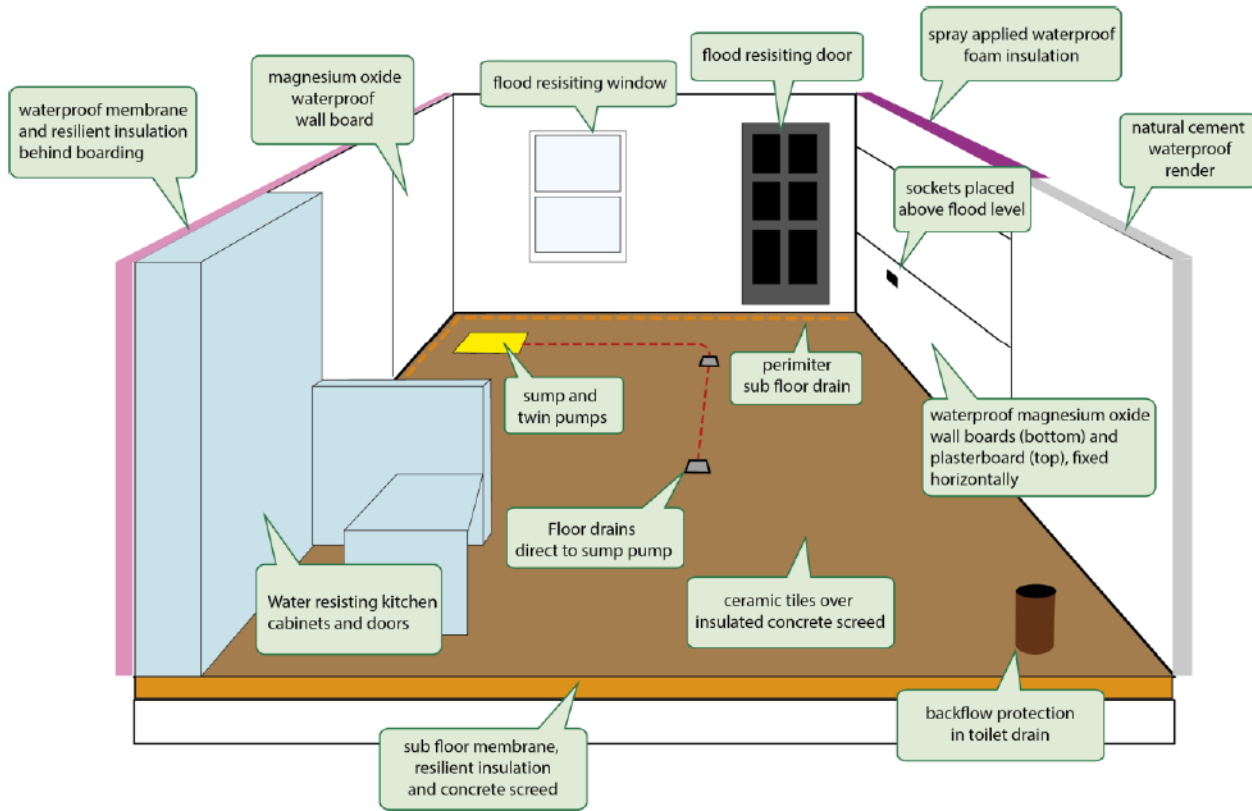 spray applied waterproof
foam insulation
flood resisiting door
magnesium oxide
waterproof
wall board
flood resisiting window
waterproof membrane
and resilient insulation
behind boarding
natural cement
waterproof
render
sockets placed
above flood level
perimiter
sub floor drain
sump and
twin pumps
waterproof magnesium oxide
wall boards (bottom) and
plasterboard (top), fixed
horizontally
Floor drains
direct to sump pump
Water resisting kitchen
cabinets and doors
ceramic tiles over
insulated concrete screed
backflow protection
in toilet drain
sub floor membrane,
resilient insulation
and concrete screed